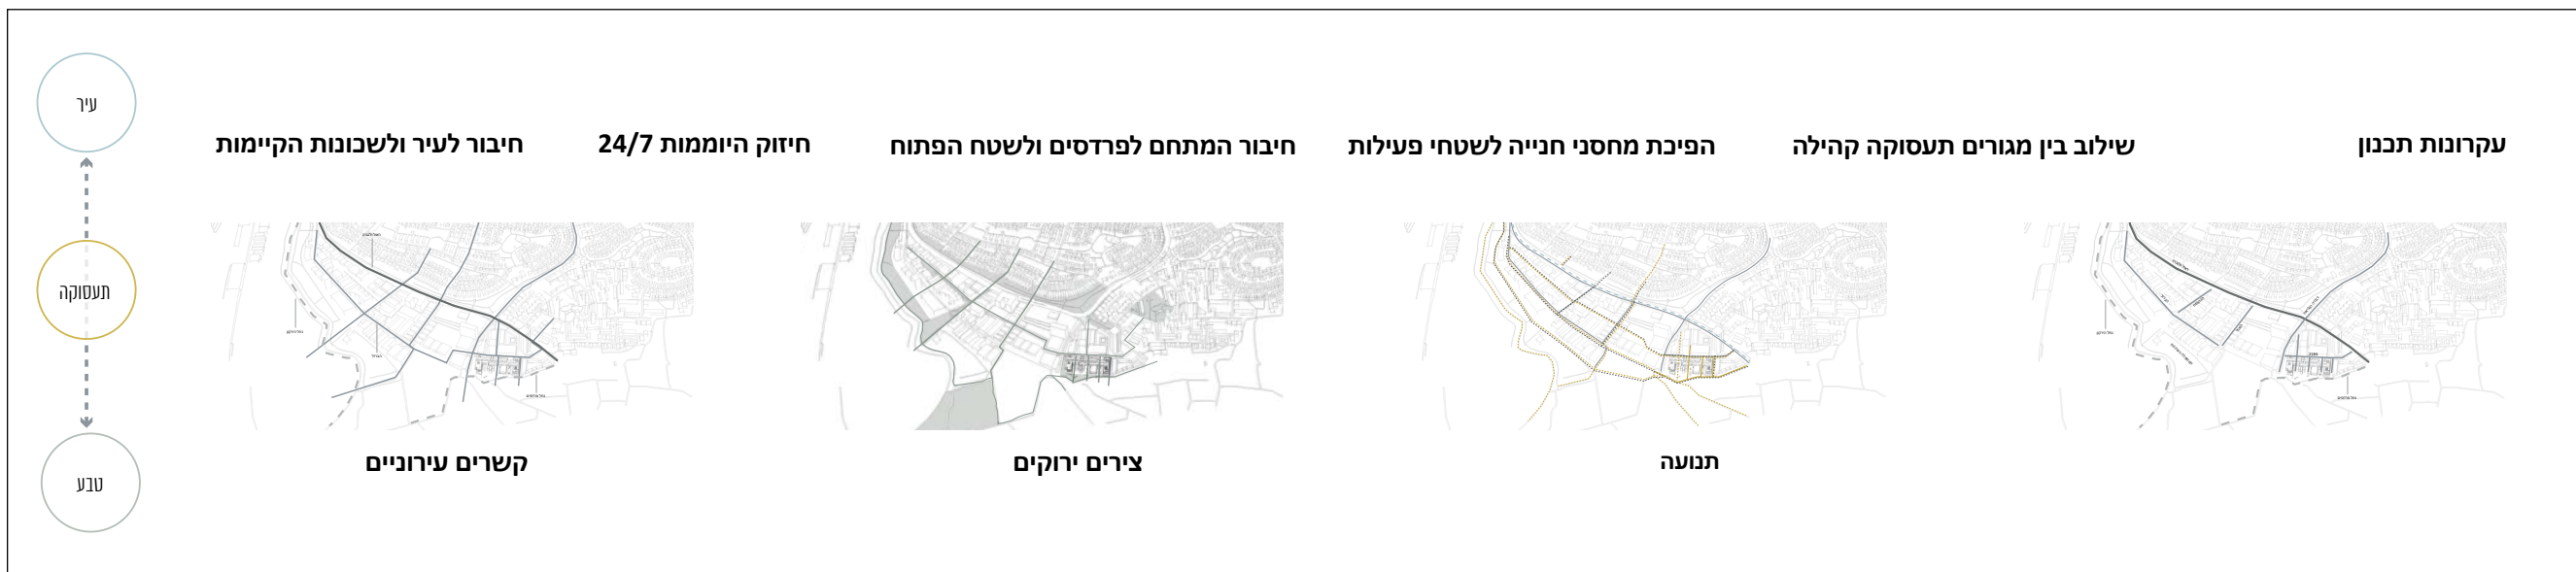 עקרונות תכנון
שילוב בין מגורים תעסוקה קהילה
הפיכת מחסני חנייה לשטחי פעילות
חיבור המתחם לפרדסים ולשטח הפתוח
חיזוק היוממות 24/7
חיבור לעיר ולשכונות הקיימות
תנועה
צירים ירוקים
קשרים עירוניים
עיר
תעסוקה
טבע